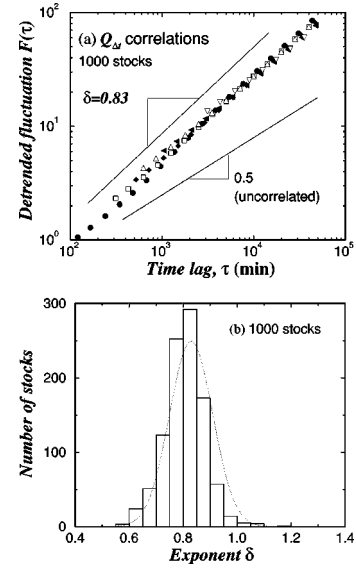 10²
(a) Q_Δt correlations
1000 stocks
δ=0.83
10¹
0.5
(uncorrelated)
10⁰
10² 10³ 10⁴ 10⁵
Detrended fluctuation F(τ)
Time lag, τ (min)
300
(b) 1000 stocks
200
100
0
0.4 0.6 0.8 1.0 1.2 1.4
Number of stocks
Exponent δ